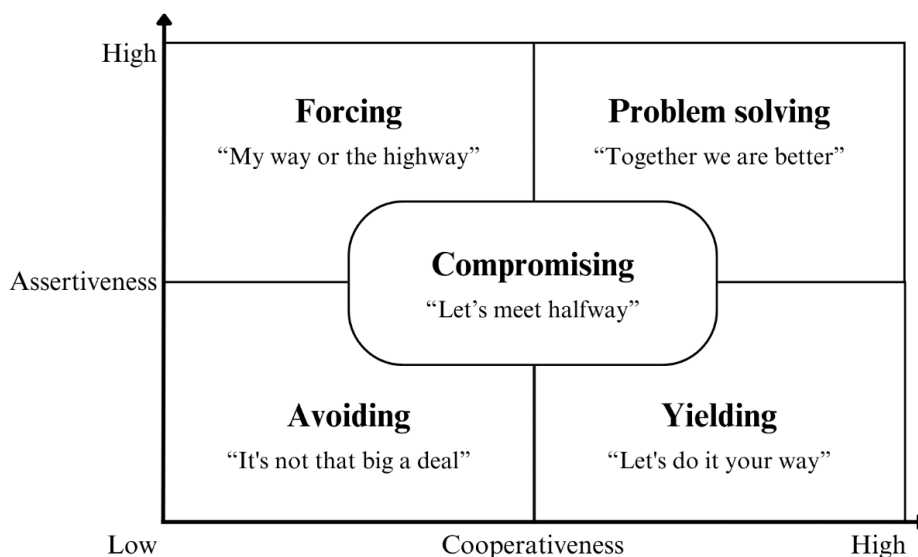 High
Forcing
“My way or the highway”
Problem solving
“Together we are better”
Assertiveness
Compromising
“Let’s meet halfway”
Avoiding
“It's not that big a deal”
Yielding
“Let's do it your way”
Low
Cooperativeness
High